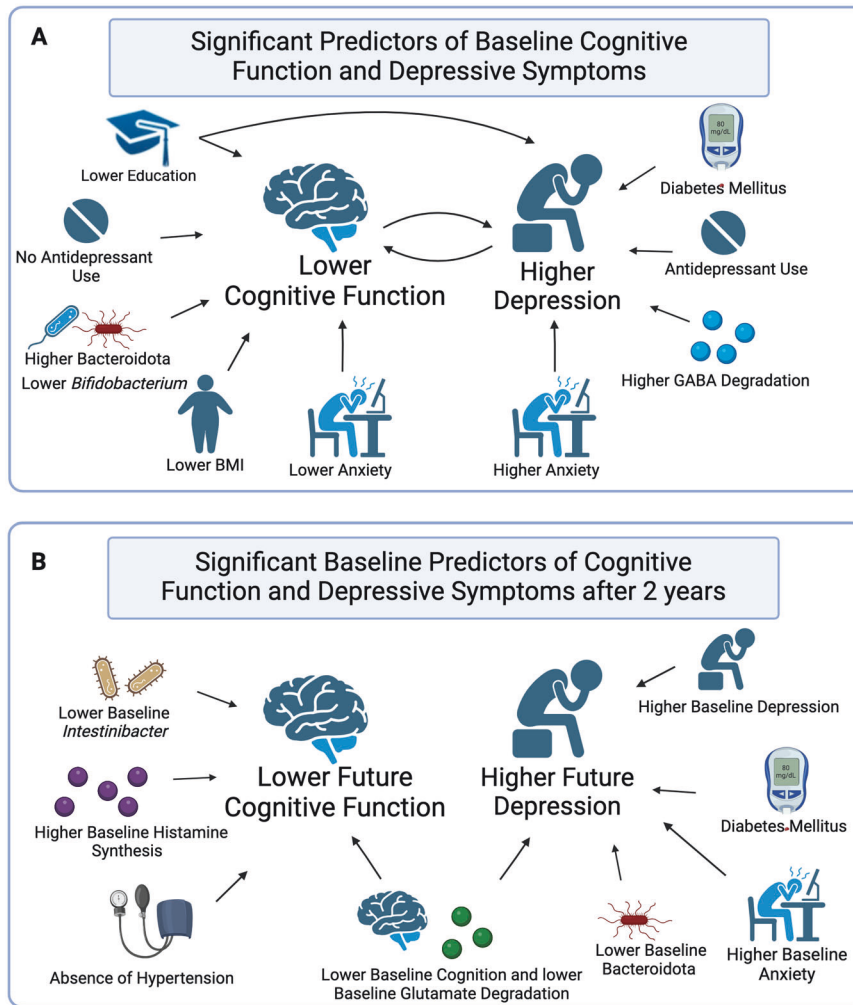 A
Significant Predictors of Baseline Cognitive
Function and Depressive Symptoms
Lower Education
80
mg/dL
Diabetes Mellitus
No Antidepressant
Use
Lower
Cognitive Function
Higher
Depression
Antidepressant Use
Higher Bacteroidota
Lower Bifidobacterium
Higher GABA Degradation
Lower BMI
Lower Anxiety
Higher Anxiety
B
Significant Baseline Predictors of Cognitive
Function and Depressive Symptoms after 2 years
Lower Baseline
Intestinibacter
Higher Baseline Depression
Lower Future
Cognitive Function
Higher Future
Depression
80
mg/dL
Diabetes Mellitus
Higher Baseline Histamine
Synthesis
Absence of Hypertension
Lower Baseline Cognition and lower
Baseline Glutamate Degradation
Lower Baseline
Bacteroidota
Higher Baseline
Anxiety